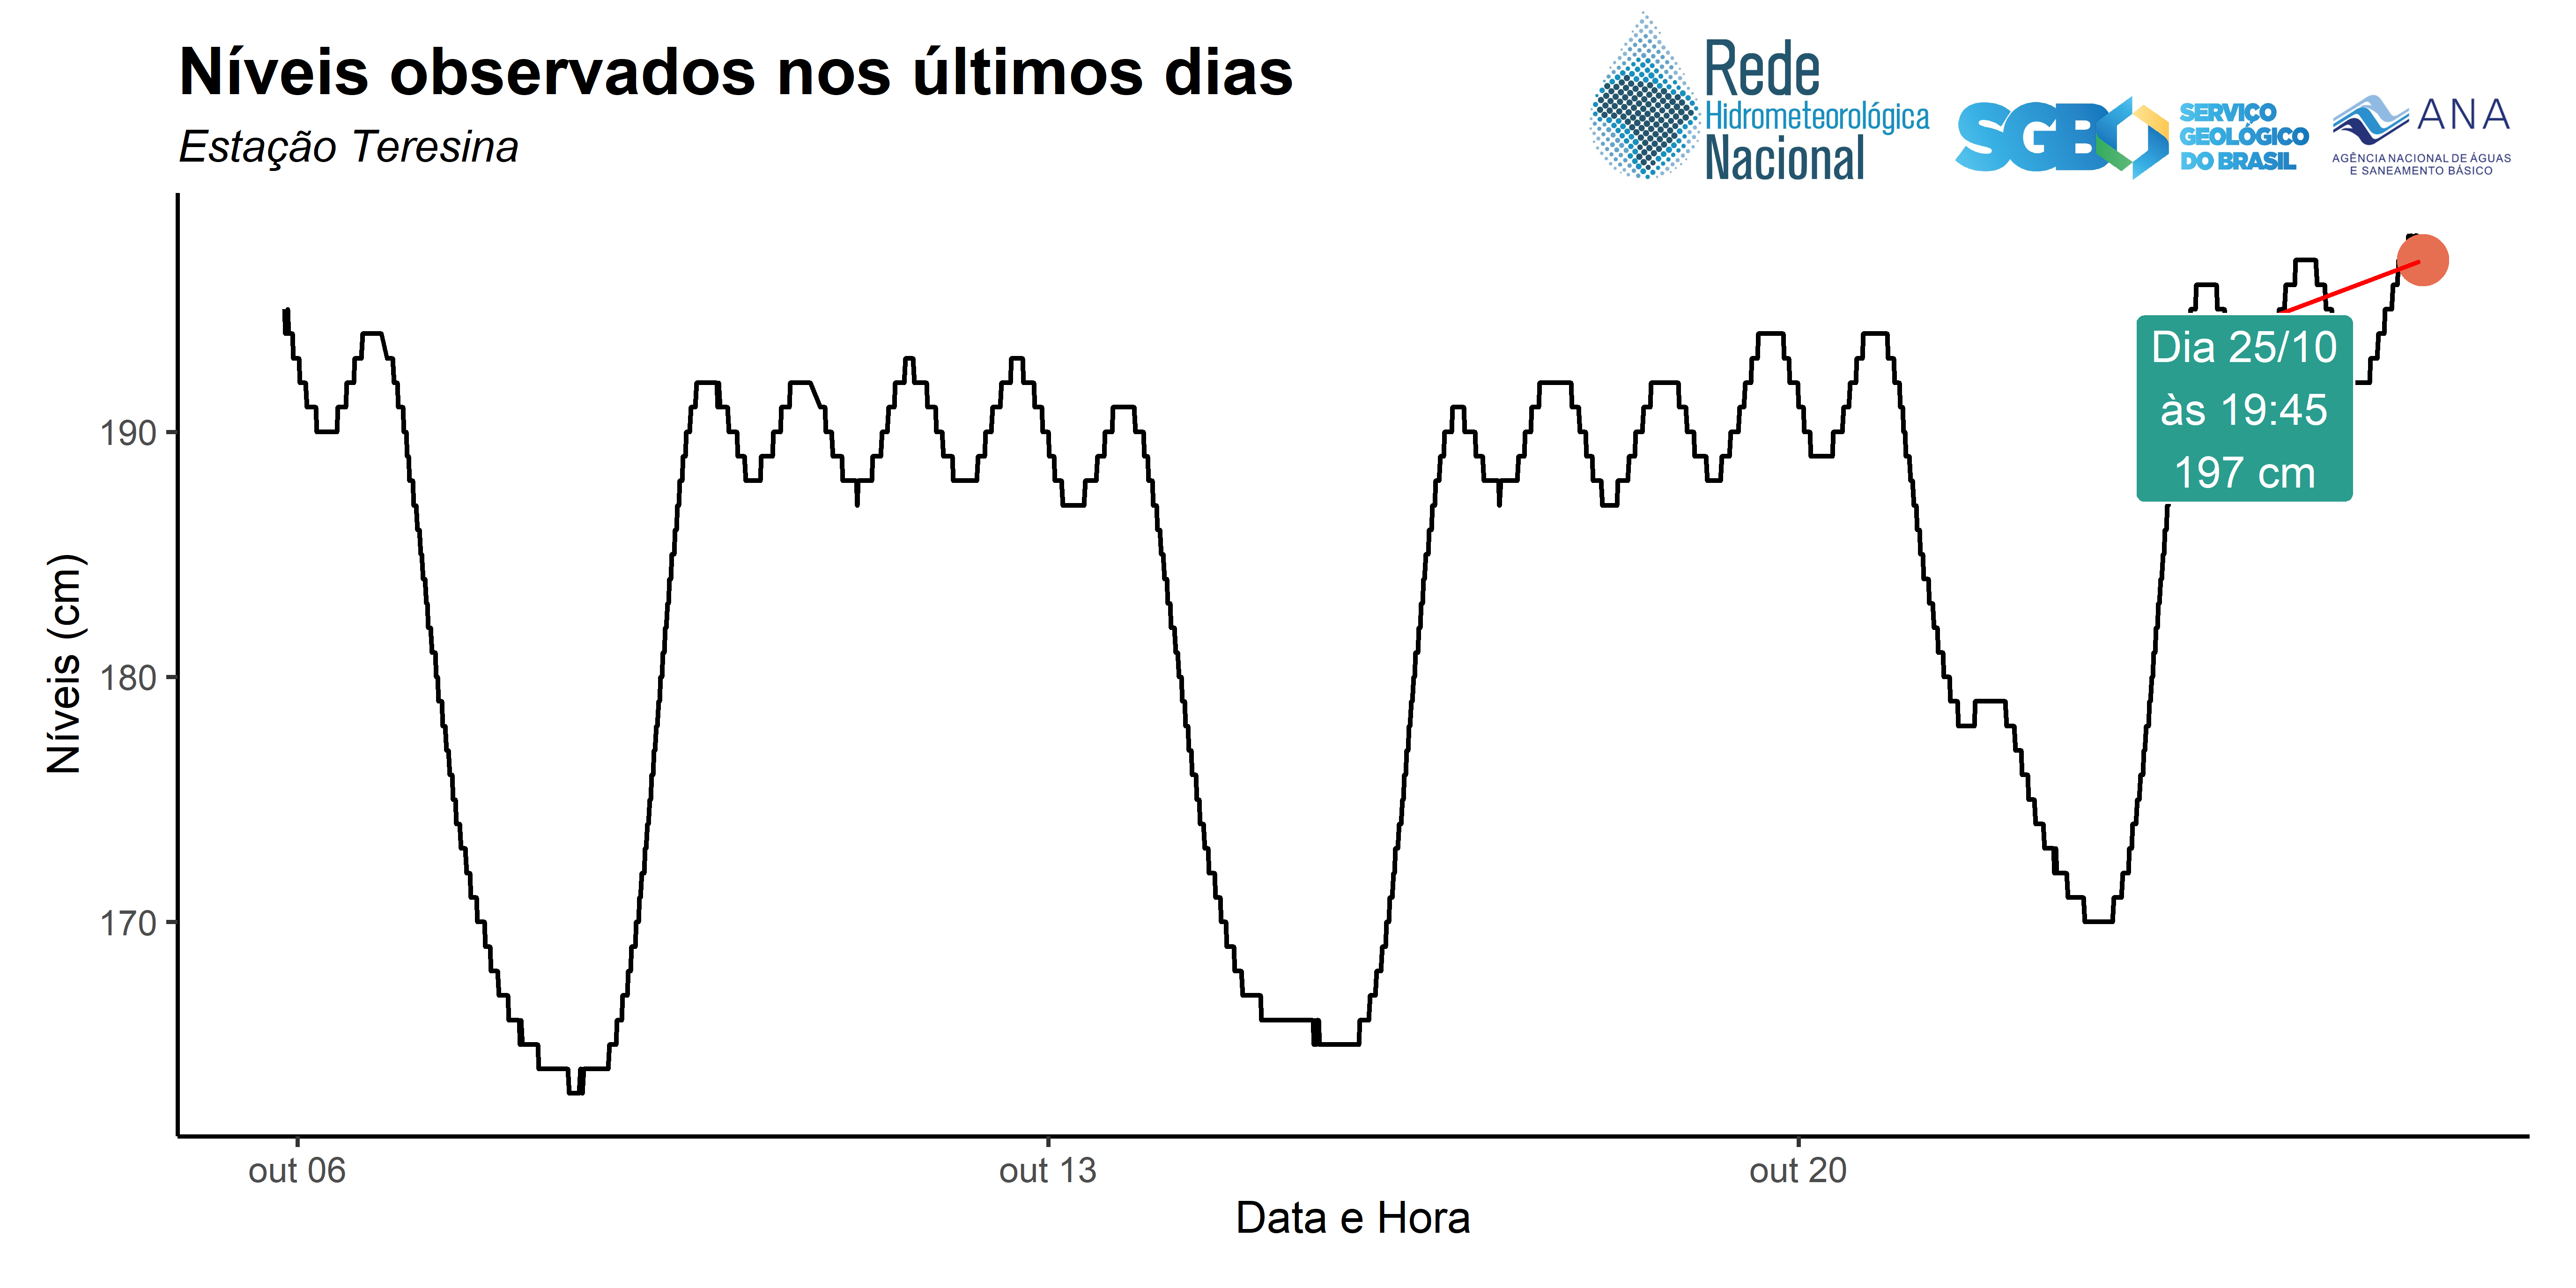 Níveis observados nos últimos dias
Estação Teresina
Rede
Hidrometeorológica
Nacional
SGB
SERVIÇO
GEOLÓGICO
DO BRASIL
ANA
AGÊNCIA NACIONAL DE ÁGUAS
E SANEAMENTO BÁSICO
Níveis (cm)
190
180
170
Dia 25/10
às 19:45
197 cm
out 06
out 13
out 20
Data e Hora